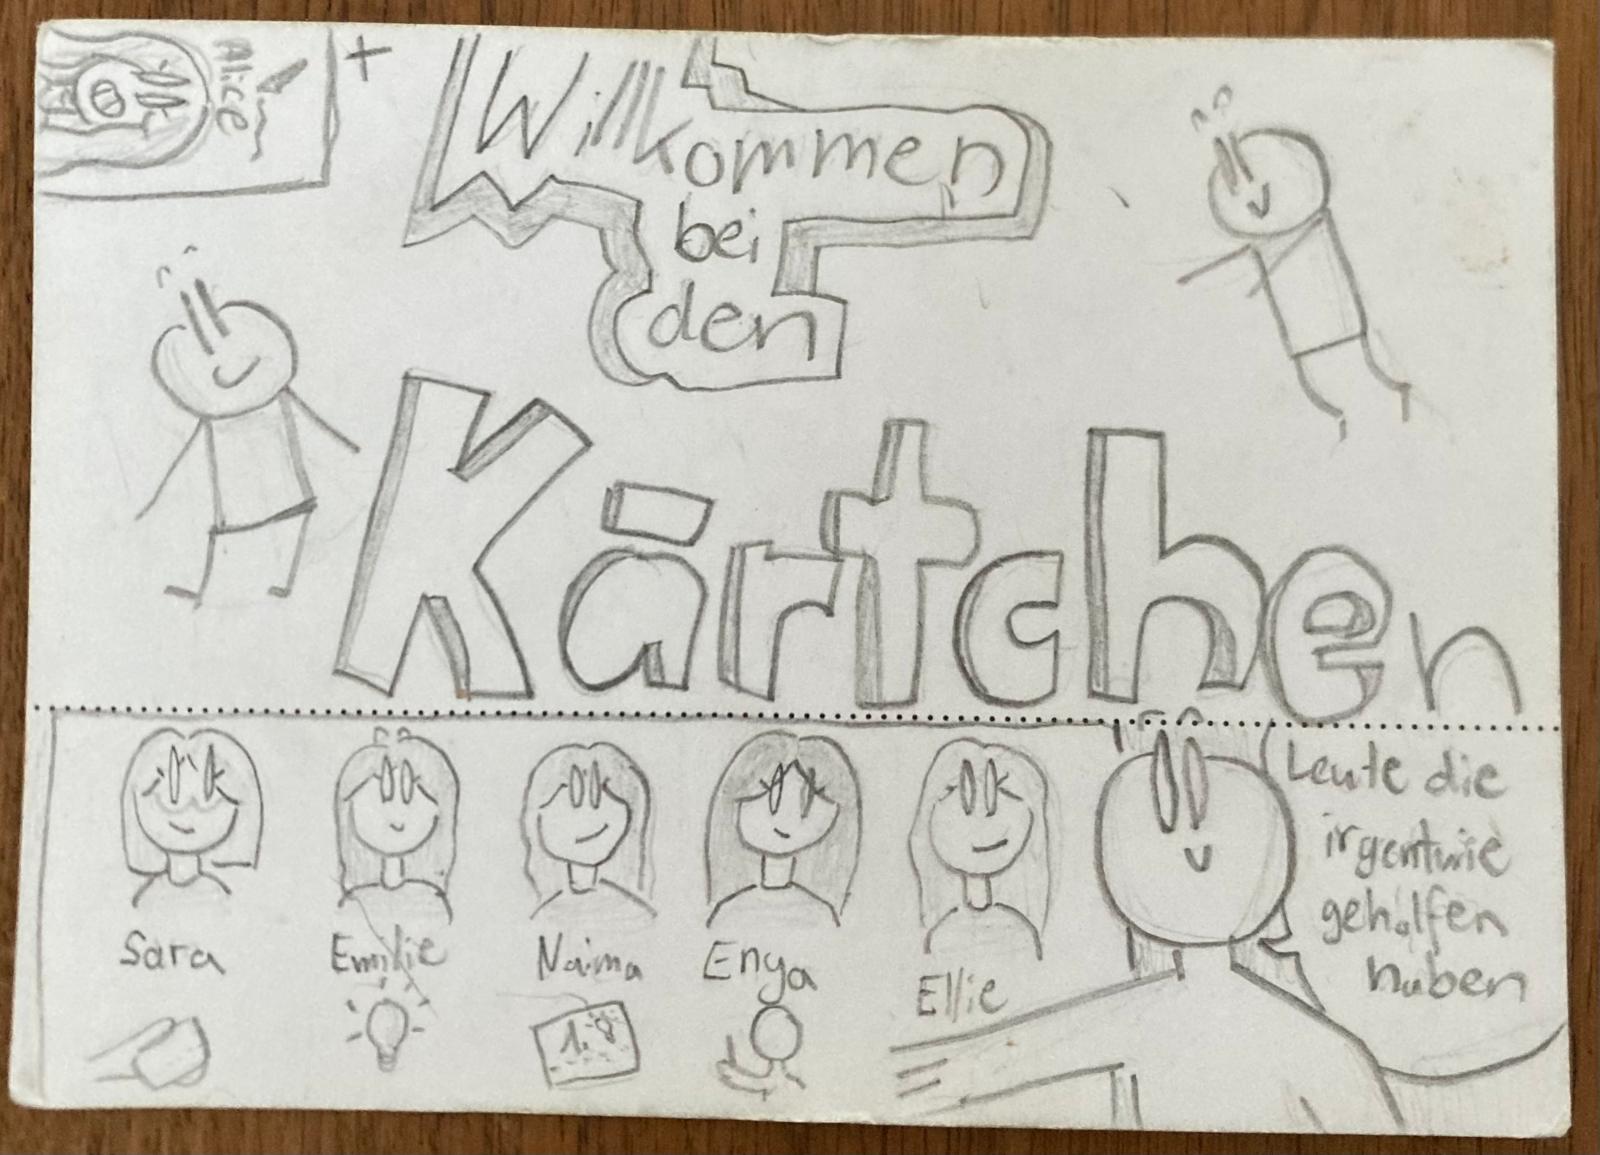 Alice
+
Willkommen
bei
den
Kärtchen
Leute die
irgentwie
geholfen
haben
Sara
Emilie
Naima
Enya
Ellie
1.